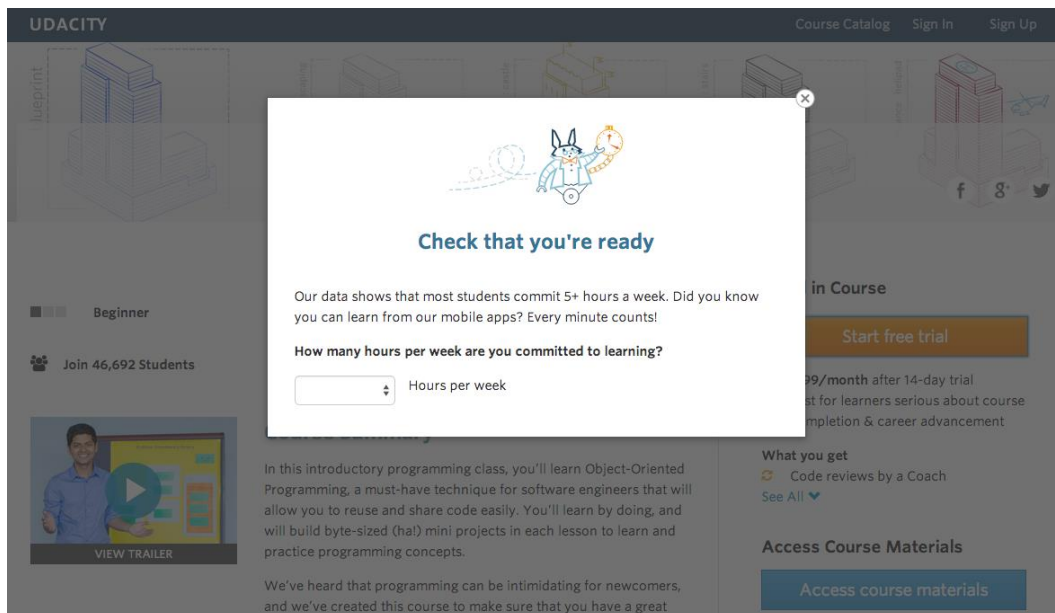 UDACITY
Course Catalog Sign In Sign Up
blueprint
Check that you're ready
Our data shows that most students commit 5+ hours a week. Did you know
you can learn from our mobile apps? Every minute counts!
How many hours per week are you committed to learning?
Hours per week
Beginner
Join 46,692 Students
VIEW TRAILER
In this introductory programming class, you'll learn Object-Oriented
Programming, a must-have technique for software engineers that will
allow you to reuse and share code easily. You'll learn by doing, and
will build byte-sized (ha!) mini projects in each lesson to learn and
practice programming concepts.
We've heard that programming can be intimidating for newcomers,
and we've created this course to make sure that you have a great
in Course
Start free trial
99/month after 14-day trial
st for learners serious about course
mpletion & career advancement
What you get
Code reviews by a Coach
See All
Access Course Materials
Access course materials